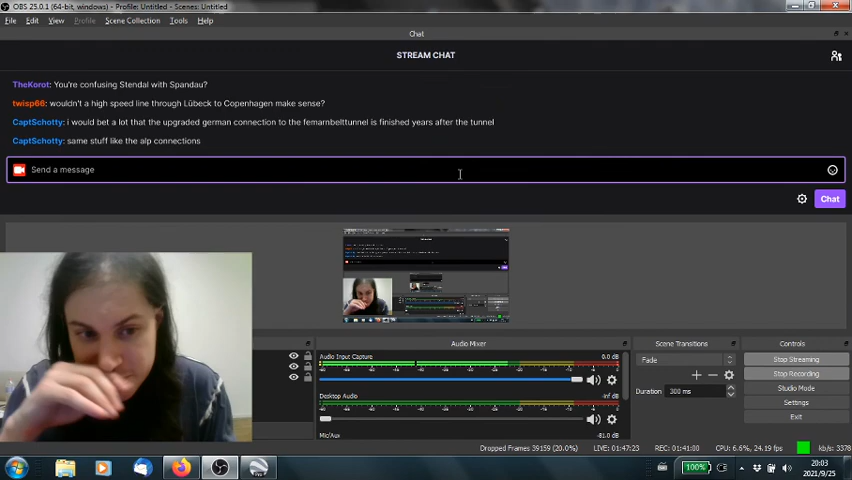 OBS 25.0.1 (64-bit, windows) - Profile: Untitled - Scenes: Untitled
File Edit View Profile Scene Collection Tools Help
Chat
STREAM CHAT
TheKorot: You're confusing Stendal with Spandau?
twisp66: wouldn't a high speed line through Lübeck to Copenhagen make sense?
CaptSchotty: i would bet a lot that the upgraded german connection to the femarnbelttunnel is finished years after the tunnel
CaptSchotty: same stuff like the alp connections
Send a message
Chat
Audio Mixer
Scene Transitions
Controls
Audio Input Capture 0.0 dB
Fade
Stop Streaming
Stop Recording
Duration 300 ms
Studio Mode
Desktop Audio -inf dB
Settings
Exit
Mic/Aux -81.0 dB
Dropped Frames 39159 (20.0%) LIVE: 01:47:23 REC: 01:41:00 CPU: 6.6%, 24.19 fps kb/s: 3378
100%
20:03
2021/9/25